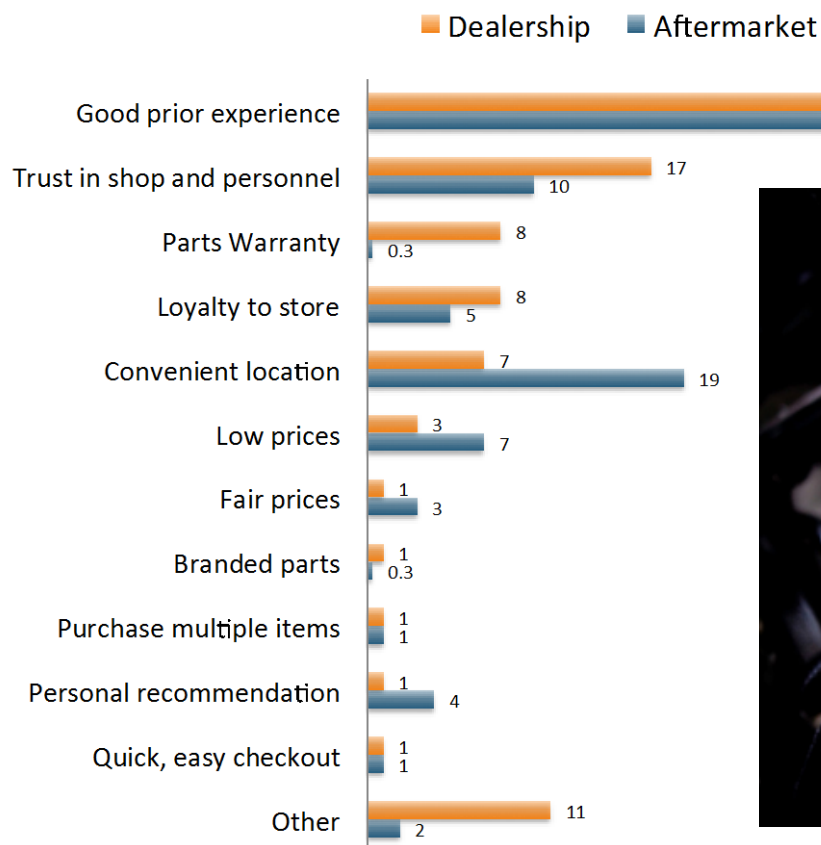 Dealership Aftermarket
Good prior experience
Trust in shop and personnel 17
10
Parts Warranty 8
0.3
Loyalty to store 8
5
Convenient location 7
19
Low prices 3
7
Fair prices 1
3
Branded parts 1
0.3
Purchase multiple items 1
1
Personal recommendation 1
4
Quick, easy checkout 1
1
Other 11
2